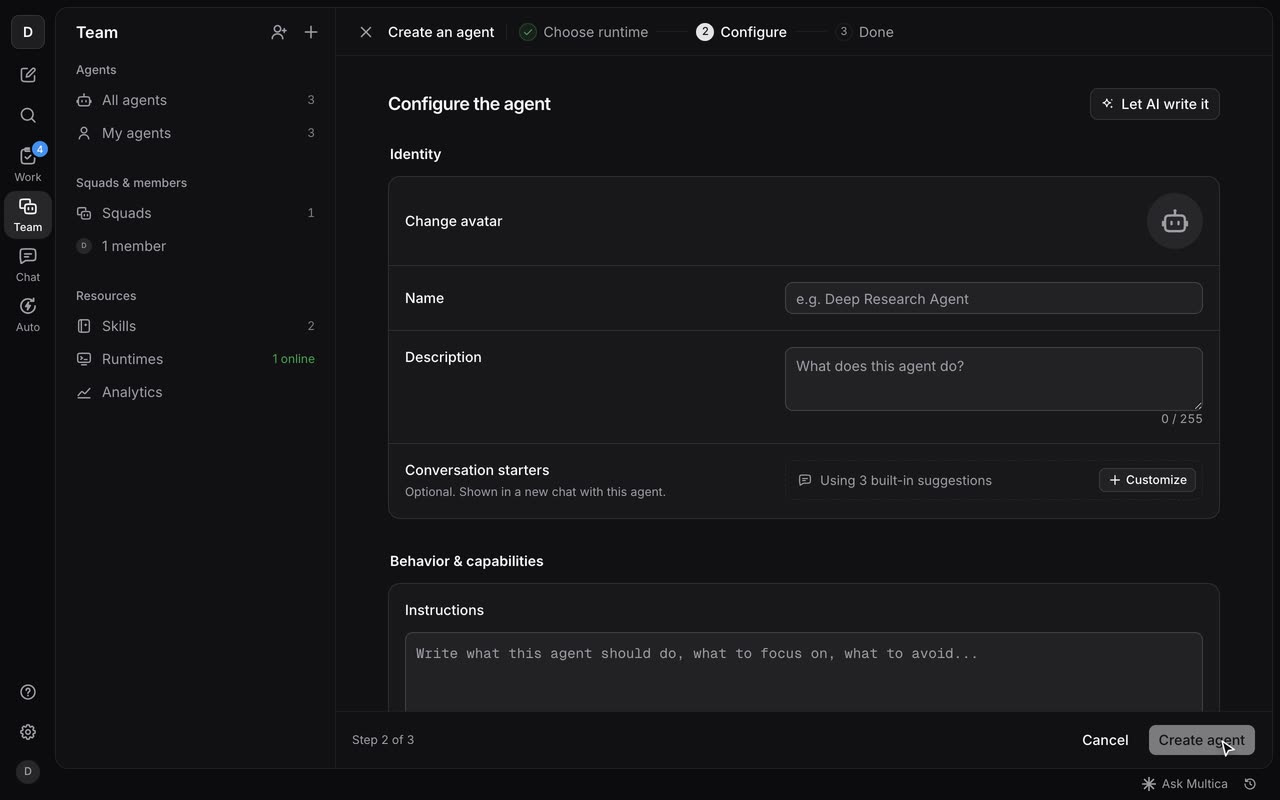 D
Work
4
Team
Chat
Auto
D
Team
Agents
All agents 3
My agents 3
Squads & members
Squads 1
D 1 member
Resources
Skills 2
Runtimes 1 online
Analytics
Create an agent Choose runtime 2 Configure 3 Done
Configure the agent Let AI write it
Identity
Change avatar
Name e.g. Deep Research Agent
Description What does this agent do?
0 / 255
Conversation starters
Optional. Shown in a new chat with this agent.
Using 3 built-in suggestions Customize
Behavior & capabilities
Instructions
Write what this agent should do, what to focus on, what to avoid...
Step 2 of 3 Cancel Create agent
Ask Multica